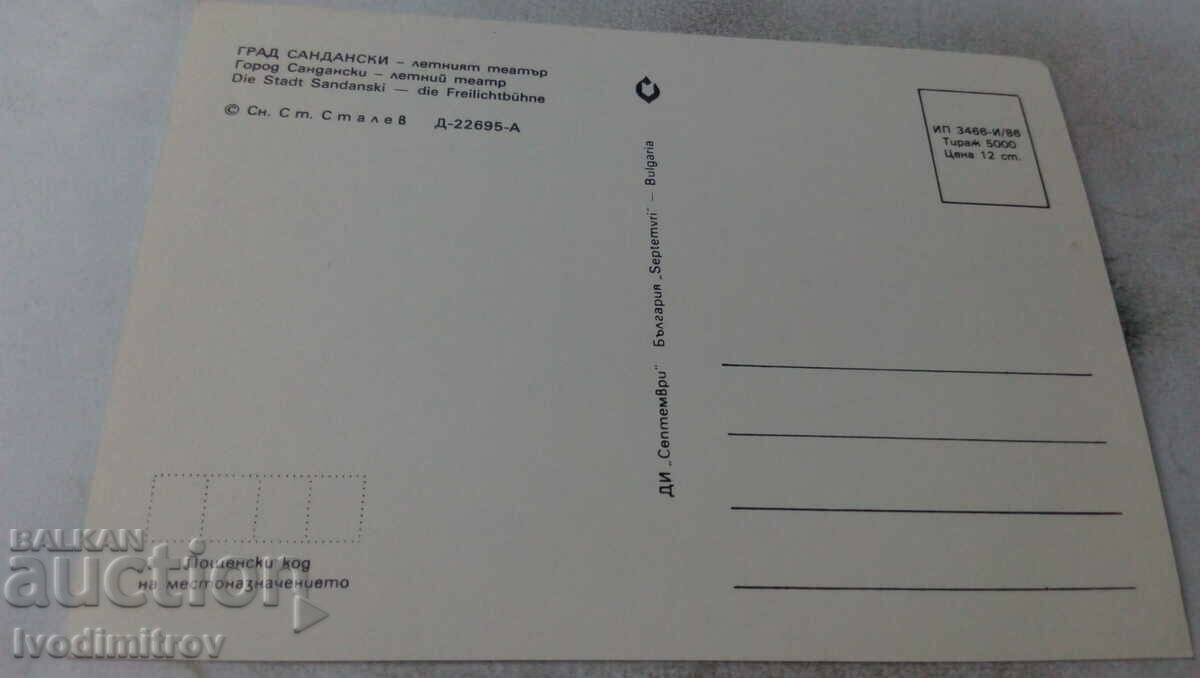 ГРАД САНДАНСКИ – летният театър
Город Сандански – летний театр
Die Stadt Sandanski — die Freilichtbühne
© Сн. Ст. Сталев Д-22695-А
ДИ „Септември" България „Septemvri" – Bulgaria
ИП 3466-И/86
Тираж 5000
Цена 12 ст.
Пощенски код
на местоназначението
BALKAN
auction
Ivodimitrov